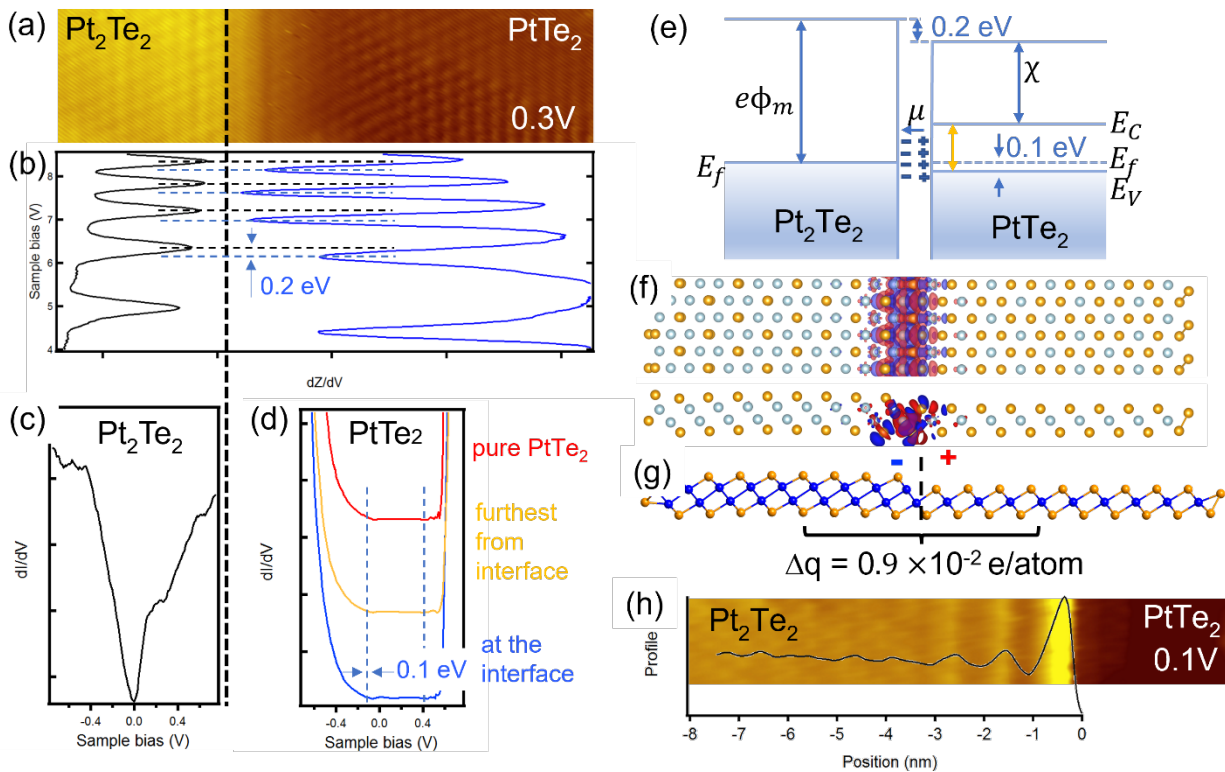 (a)
Pt₂Te₂
PtTe₂
0.3V
(b)
8
7
6
5
4
Sample bias (V)
0.2 eV
dZ/dV
(c)
Pt₂Te₂
dI/dV
-0.4
0.0
0.4
Sample bias (V)
(d)
PtTe₂
pure PtTe₂
furthest
from
interface
at the
interface
0.1 eV
dI/dV
-0.4
0.0
0.4
Sample bias (V)
(e)
0.2 eV
eϕₘ
χ
μ
E_C
0.1 eV
E_f
E_f
E_V
Pt₂Te₂
PtTe₂
(f)
- +
(g)
Δq = 0.9 ×10⁻² e/atom
(h)
Pt₂Te₂
PtTe₂
0.1V
Profile
-8 -7 -6 -5 -4 -3 -2 -1 0
Position (nm)